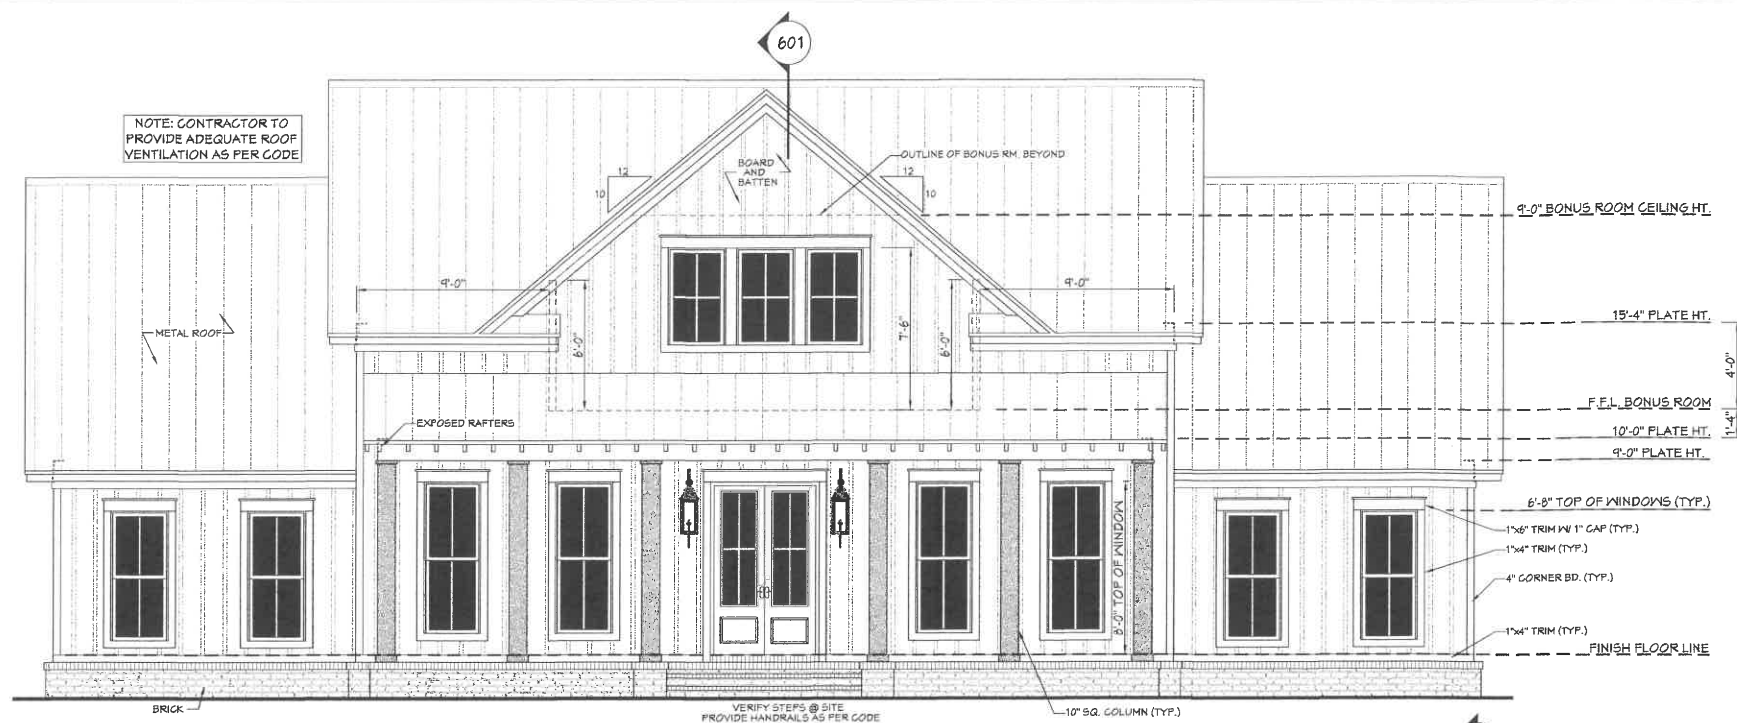 601
NOTE: CONTRACTOR TO
PROVIDE ADEQUATE ROOF
VENTILATION AS PER CODE
BOARD
AND
BATTEN
OUTLINE OF BONUS RM. BEYOND
12
10
12
10
9'-0" BONUS ROOM CEILING HT.
9'-0"
9'-0"
METAL ROOF
15'-4" PLATE HT.
6'-0"
7'-6"
6'-0"
4'-0"
F.F.L. BONUS ROOM
1'-4"
EXPOSED RAFTERS
10'-0" PLATE HT.
9'-0" PLATE HT.
6'-8" TOP OF WINDOWS (TYP.)
1"x6" TRIM W/ 1" CAP (TYP.)
1"x4" TRIM (TYP.)
8'-0" TOP OF WINDOW
4" CORNER BD. (TYP.)
1"x4" TRIM (TYP.)
FINISH FLOOR LINE
BRICK
VERIFY STEPS @ SITE
PROVIDE HANDRAILS AS PER CODE
10" SQ. COLUMN (TYP.)